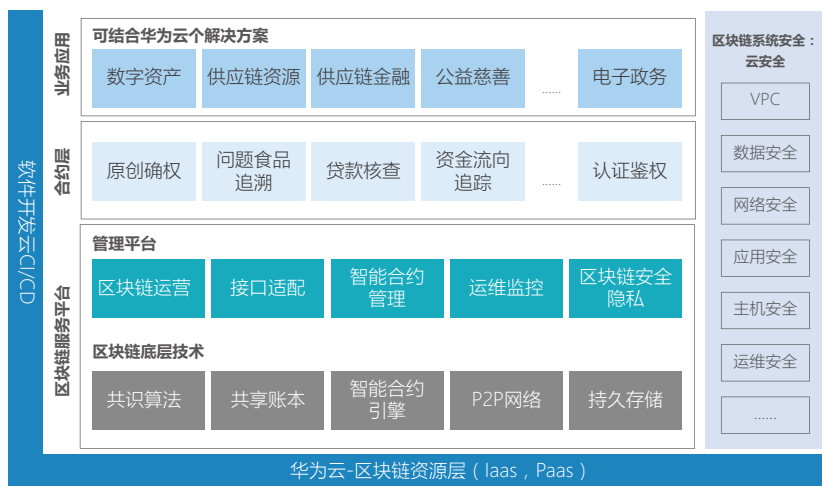 软件开发云CI/CD
业务应用
可结合华为云个解决方案
数字资产
供应链资源
供应链金融
公益慈善
......
电子政务
合约层
原创确权
问题食品
追溯
贷款核查
资金流向
追踪
......
认证鉴权
区块链服务平台
管理平台
区块链运营
接口适配
智能合约
管理
运维监控
区块链安全
隐私
区块链底层技术
共识算法
共享账本
智能合约
引擎
P2P网络
持久存储
区块链系统安全：
云安全
VPC
数据安全
网络安全
应用安全
主机安全
运维安全
......
华为云-区块链资源层（Iaas，Paas）